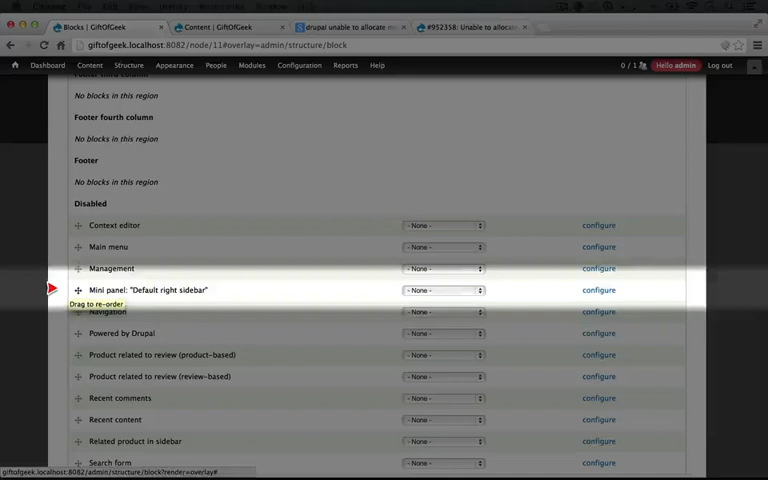 Blocks | GiftOfGeek
Content | GiftOfGeek
drupal unable to allocate m
#952358: Unable to allocate
giftofgeek.localhost:8082/node/11#overlay=admin/structure/block
Dashboard Content Structure Appearance People Modules Configuration Reports Help 0 / 1 Hello admin Log out
Footer third column
No blocks in this region
Footer fourth column
No blocks in this region
Footer
No blocks in this region
Disabled
Context editor - None - configure
Main menu - None - configure
Management - None - configure
Mini panel: "Default right sidebar" - None - configure
Drag to re-order
Navigation - None - configure
Powered by Drupal - None - configure
Product related to review (product-based) - None - configure
Product related to review (review-based) - None - configure
Recent comments - None - configure
Recent content - None - configure
Related product in sidebar - None - configure
Search form - None - configure
giftofgeek.localhost:8082/admin/structure/block?render=overlay#